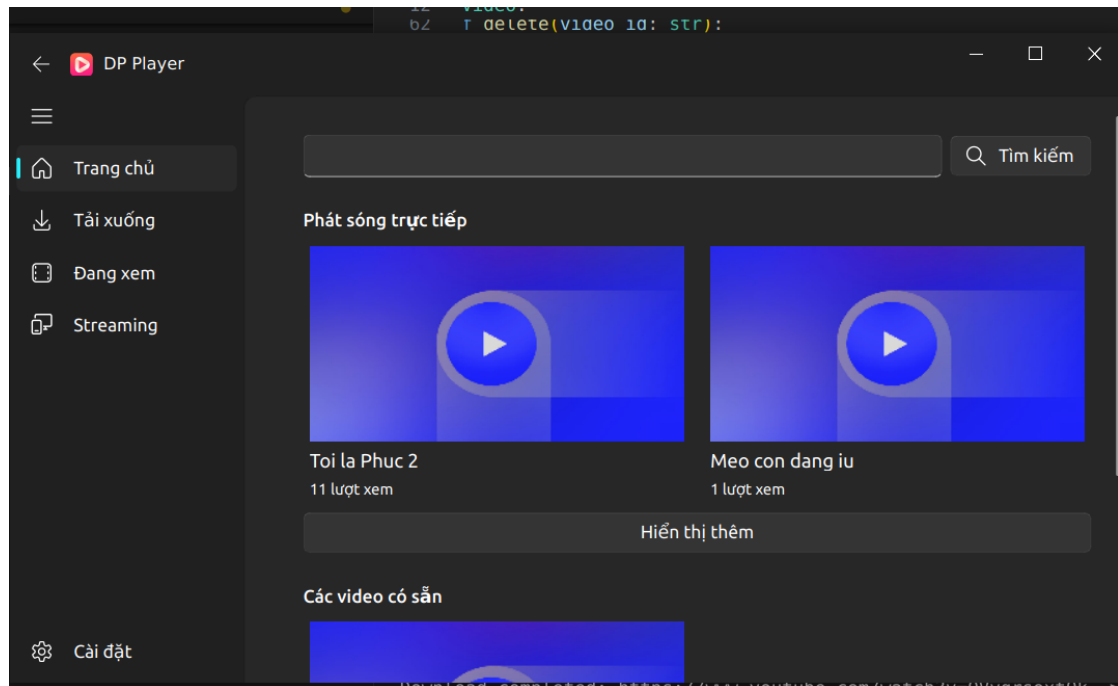 62 delete(video_id: str):
DP Player
Trang chủ
Tải xuống
Đang xem
Streaming
Cài đặt
Tìm kiếm
Phát sóng trực tiếp
Toi la Phuc 2
11 lượt xem
Meo con dang iu
1 lượt xem
Hiển thị thêm
Các video có sẵn